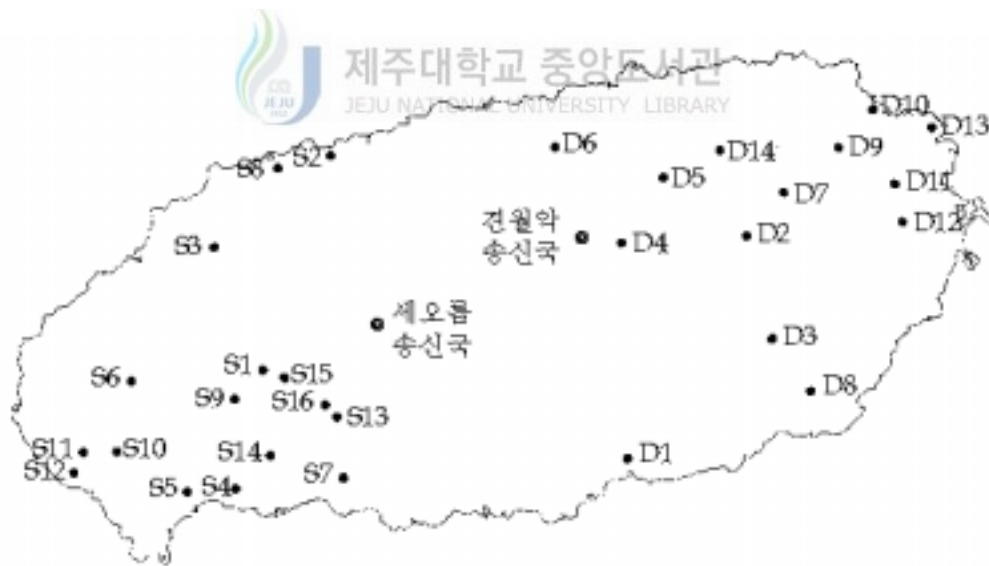 제주대학교 중앙도서관
JEJU NATIONAL UNIVERSITY LIBRARY
JEJU
1952
D10
D13
S2
D6
D14
D9
S8
D5
D11
D7
견월악
송신국
D12
S3
D4
D2
세오름
송신국
D3
S1
S15
S6
D8
S9
S16
S13
S11
S10
S14
D1
S12
S7
S5
S4